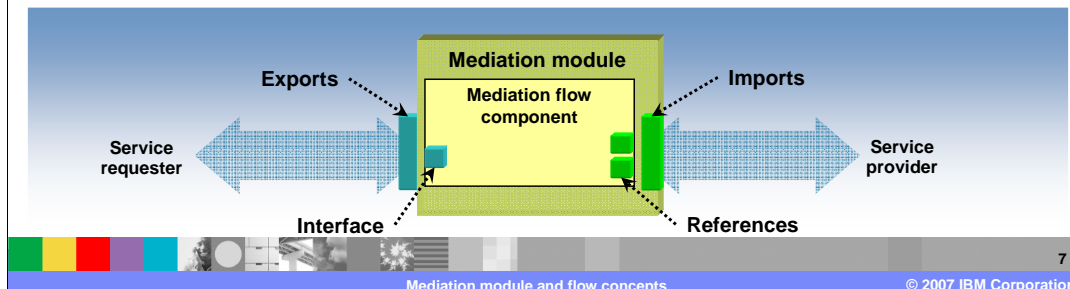 Mediation module
Exports
Imports
Mediation flow
component
Service
requester
Service
provider
Interface
References
7
Mediation module and flow concepts
© 2007 IBM Corporation